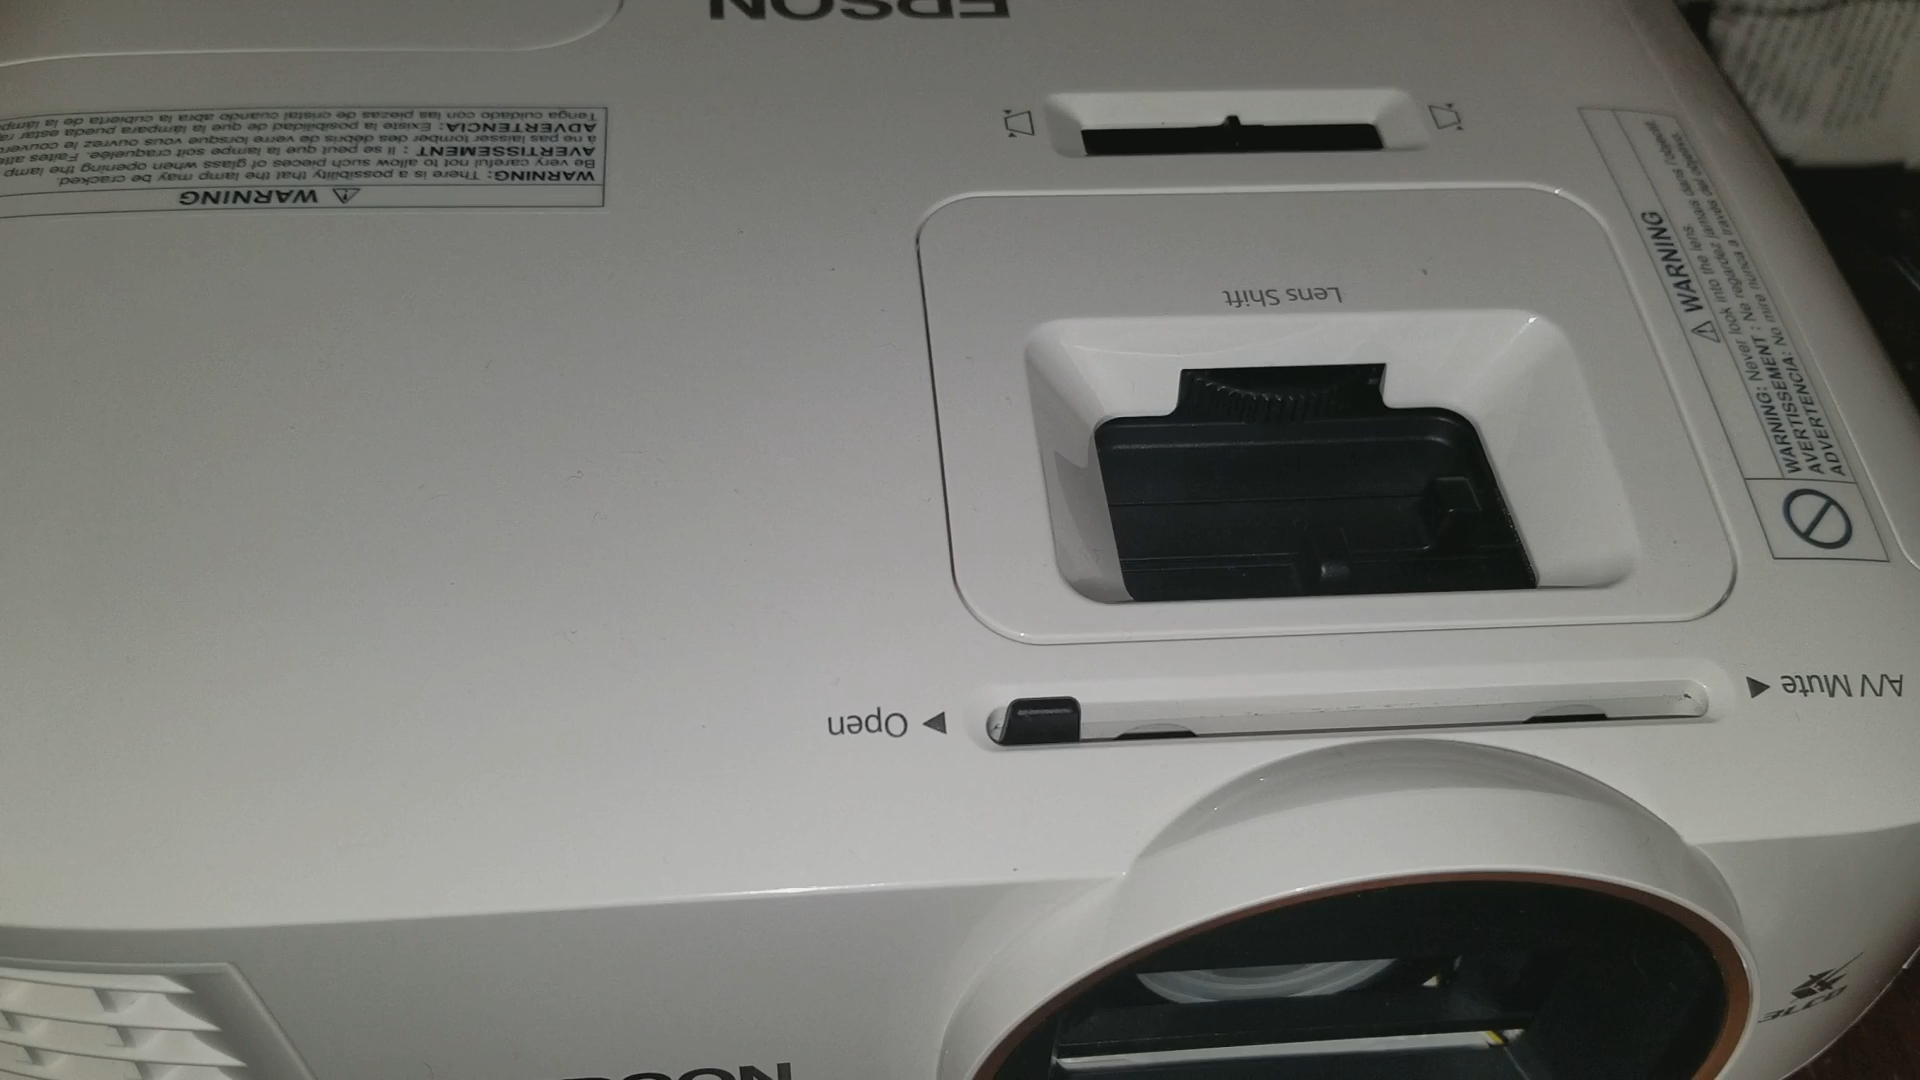 EPSON
WARNING
WARNING: There is a possibility that the lamp may be cracked.
Be very careful not to allow such pieces of glass when opening the lamp
AVERTISSEMENT : Il se peut que la lampe soit craquelée. Faites
à ne pas laisser tomber des débris de verre lorsque vous ouvrez le
ADVERTENCIA: Existe la posibilidad de que la lámpara pueda estar
Tenga cuidado con las piezas de cristal cuando abra la cubierta de la
Lens Shift
WARNING
WARNING: Never look into the lens.
AVERTISSEMENT : Ne regardez jamais dans l'objectif.
ADVERTENCIA: No mire nunca a través del objetivo.
A/V Mute
Open
3LCD
EPSON